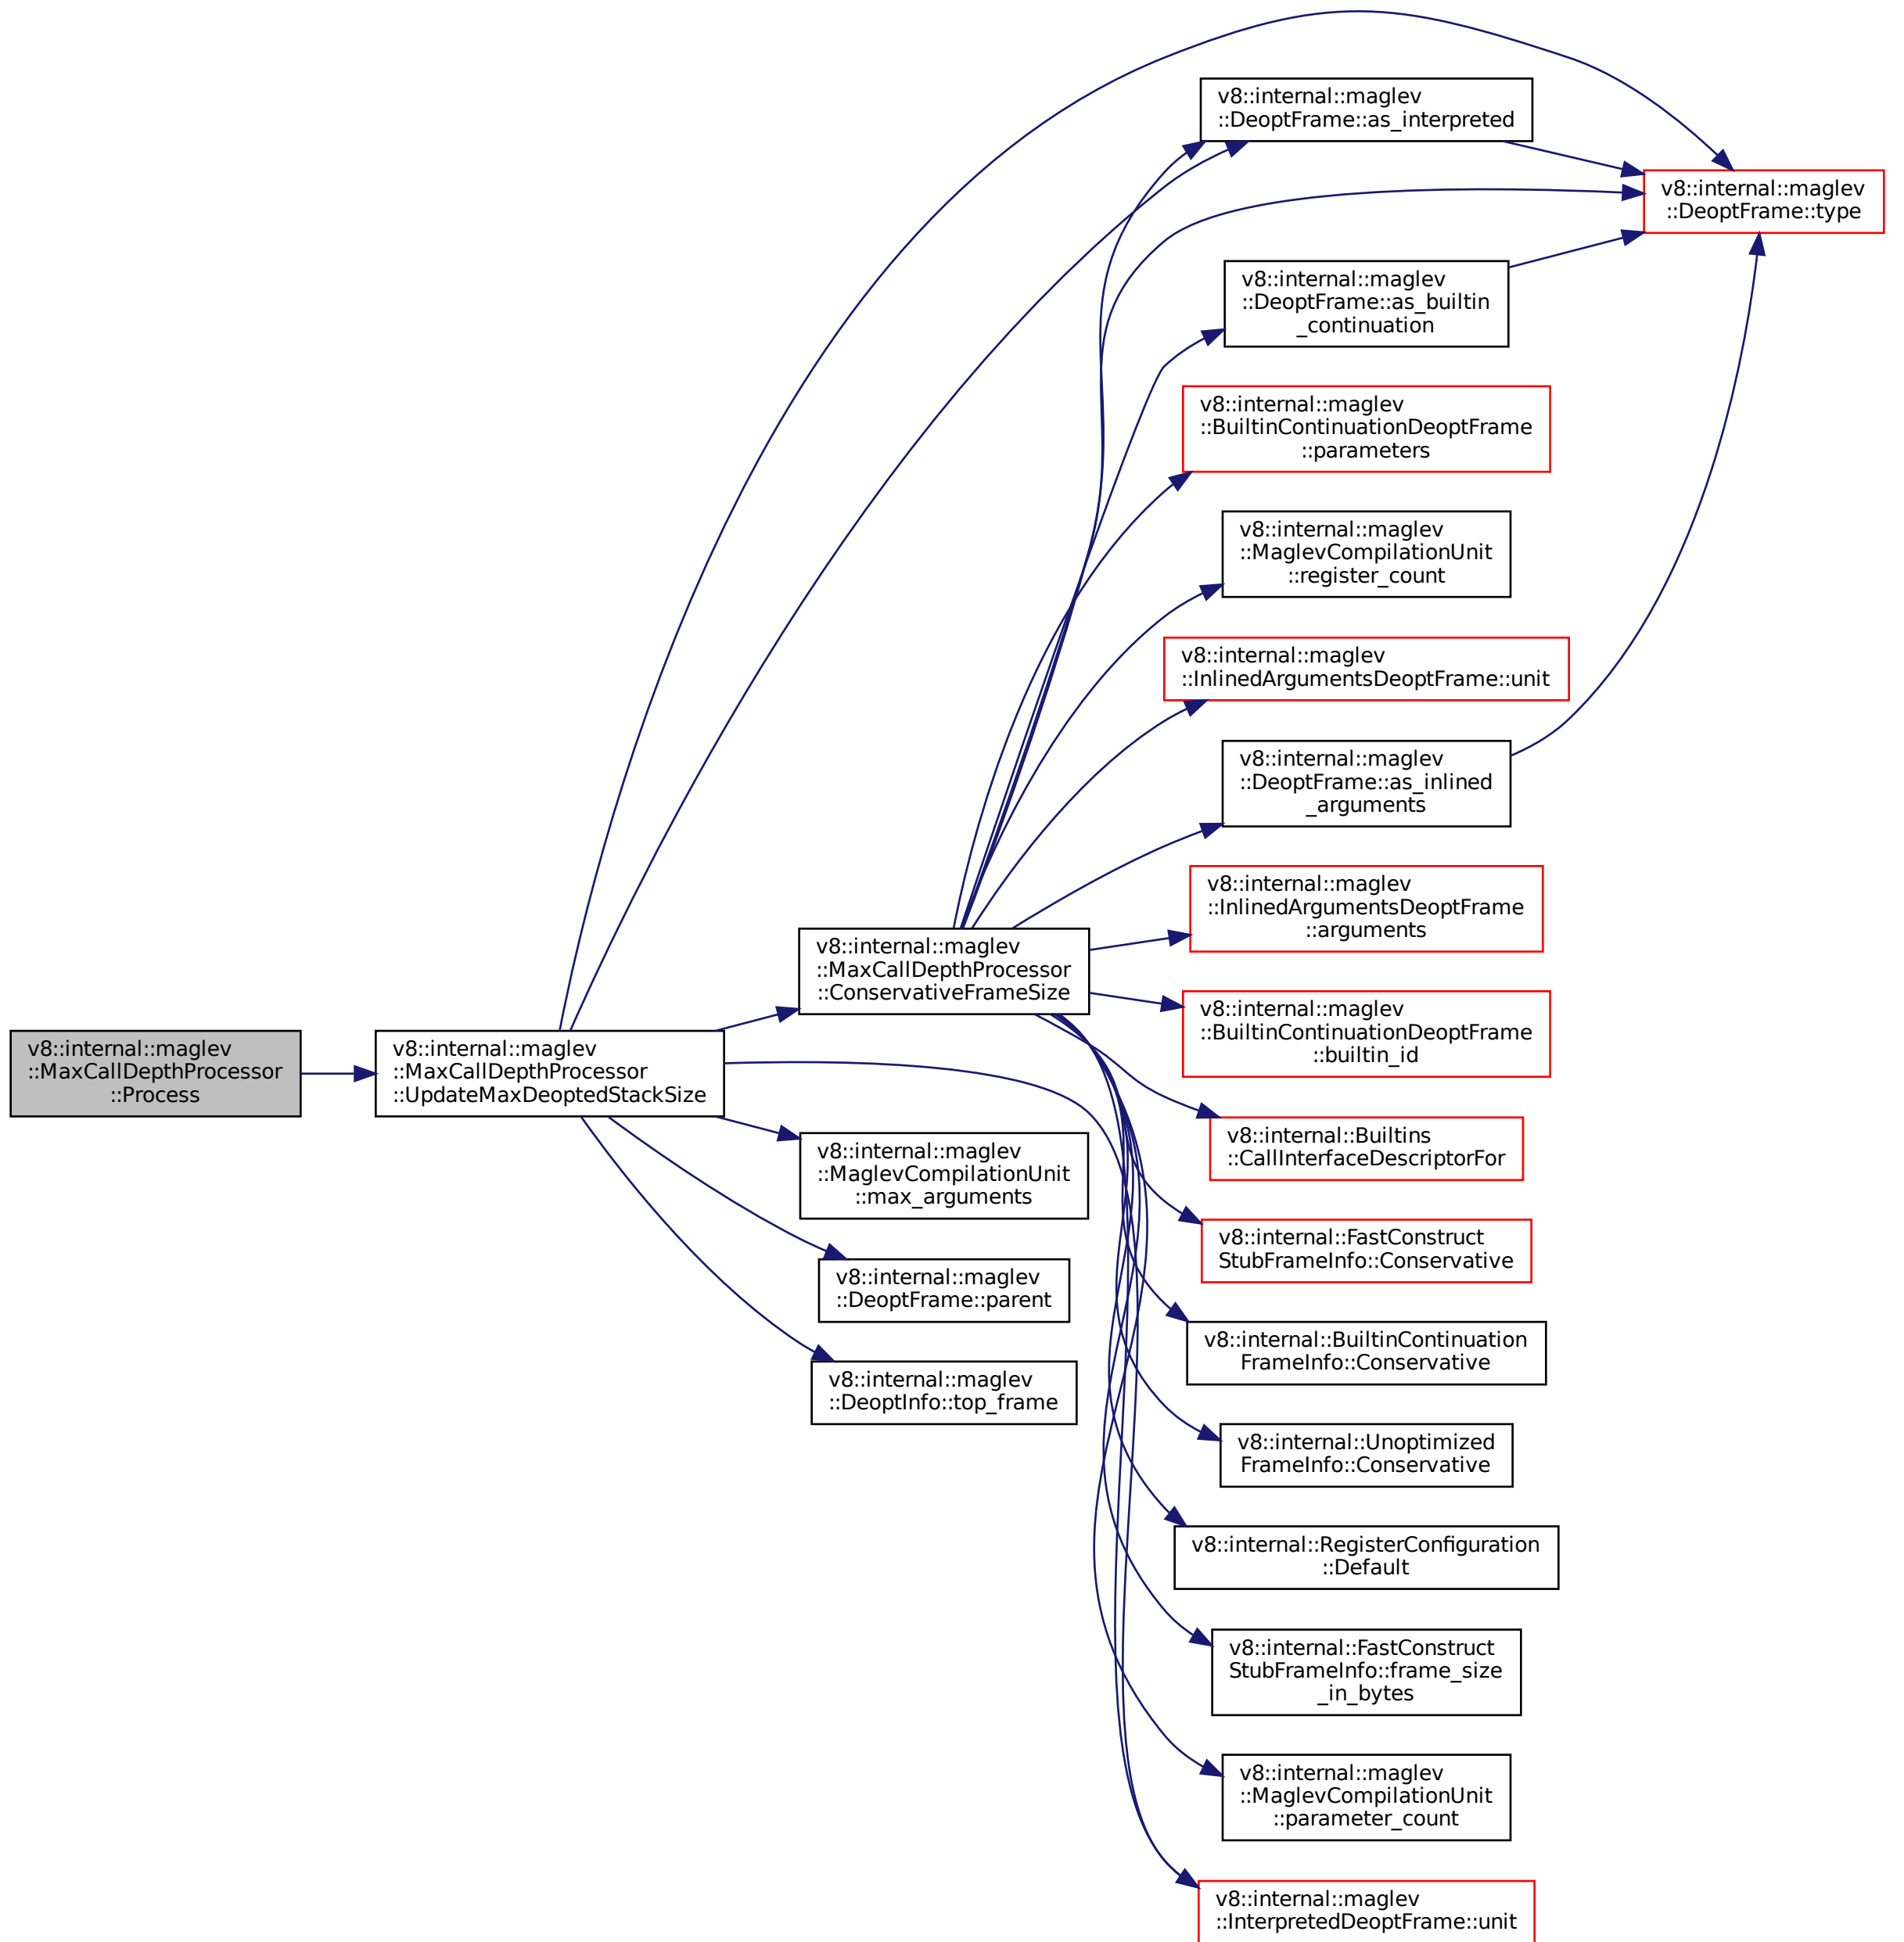 v8::internal::maglev
::DeoptFrame::as_interpreted
v8::internal::maglev
::DeoptFrame::type
v8::internal::maglev
::DeoptFrame::as_builtin
_continuation
v8::internal::maglev
::BuiltinContinuationDeoptFrame
::parameters
v8::internal::maglev
::MaglevCompilationUnit
::register_count
v8::internal::maglev
::InlinedArgumentsDeoptFrame::unit
v8::internal::maglev
::DeoptFrame::as_inlined
_arguments
v8::internal::maglev
::InlinedArgumentsDeoptFrame
::arguments
v8::internal::maglev
::MaxCallDepthProcessor
::ConservativeFrameSize
v8::internal::maglev
::BuiltinContinuationDeoptFrame
::builtin_id
v8::internal::maglev
::MaxCallDepthProcessor
::Process
v8::internal::maglev
::MaxCallDepthProcessor
::UpdateMaxDeoptedStackSize
v8::internal::Builtins
::CallInterfaceDescriptorFor
v8::internal::maglev
::MaglevCompilationUnit
::max_arguments
v8::internal::FastConstruct
StubFrameInfo::Conservative
v8::internal::maglev
::DeoptFrame::parent
v8::internal::BuiltinContinuation
FrameInfo::Conservative
v8::internal::maglev
::DeoptInfo::top_frame
v8::internal::Unoptimized
FrameInfo::Conservative
v8::internal::RegisterConfiguration
::Default
v8::internal::FastConstruct
StubFrameInfo::frame_size
_in_bytes
v8::internal::maglev
::MaglevCompilationUnit
::parameter_count
v8::internal::maglev
::InterpretedDeoptFrame::unit